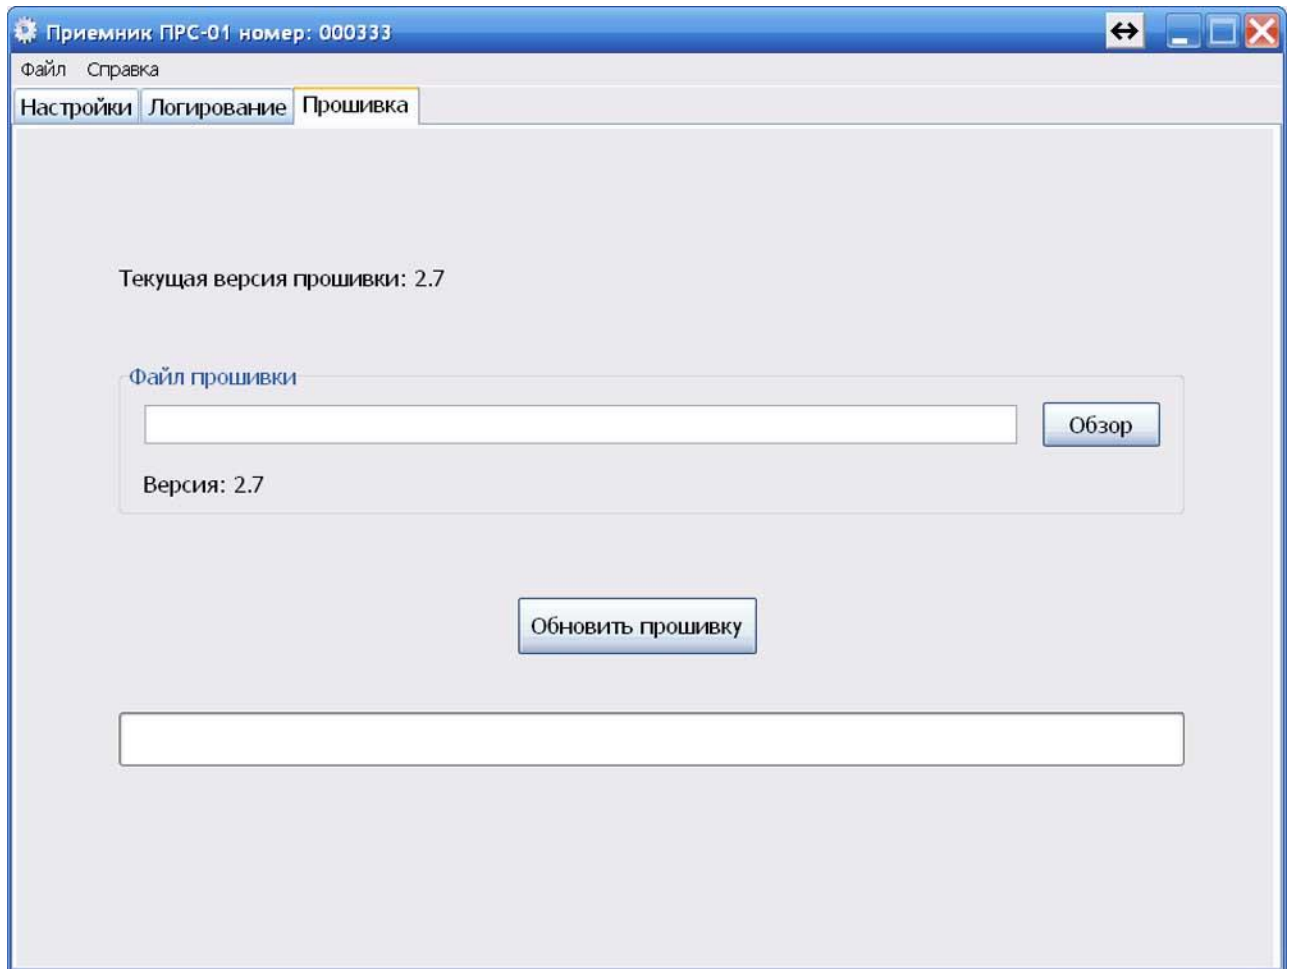 Приемник ПРС-01 номер: 000333
Файл Справка
Настройки Логирование Прошивка
Текущая версия прошивки: 2.7
Файл прошивки
Обзор
Версия: 2.7
Обновить прошивку